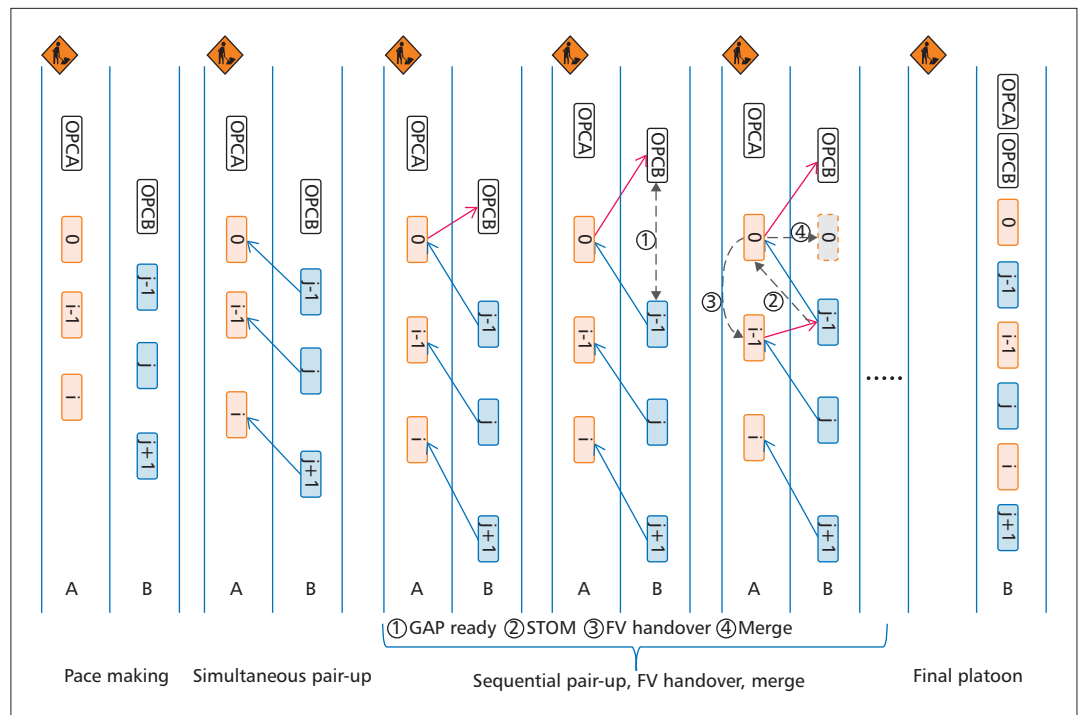 OPCA
0
i-1
i
OPCB
j-1
j
j+1
A
B
OPCA
0
i-1
i
OPCB
j-1
j
j+1
A
B
OPCA
0
i-1
i
OPCB
j-1
j
j+1
A
B
OPCA
0
i-1
i
OPCB
1
j-1
j
j+1
A
B
OPCA
0
3
i-1
i
OPCB
4
0
2
j-1
j
j+1
A
B
.....
OPCA
OPCB
0
j-1
i-1
j
i
j+1
B
①GAP ready ②STOM ③FV handover ④Merge
Pace making
Simultaneous pair-up
Sequential pair-up, FV handover, merge
Final platoon